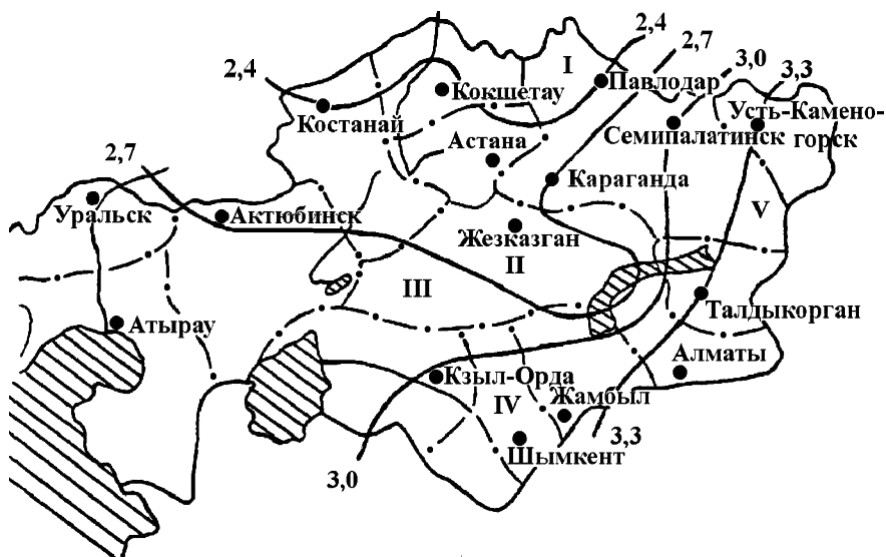 2,4
2,7
3,0
3,3
I
Павлодар
2,4
Кокшетау
Костанай
Семипалатинск
Усть-Камено-
горск
Астана
2,7
Караганда
Уральск
Актюбинск
V
Жезказган
II
III
Атырау
Талдыкорган
Алматы
Кзыл-Орда
IV
Жамбыл
3,3
Шымкент
3,0